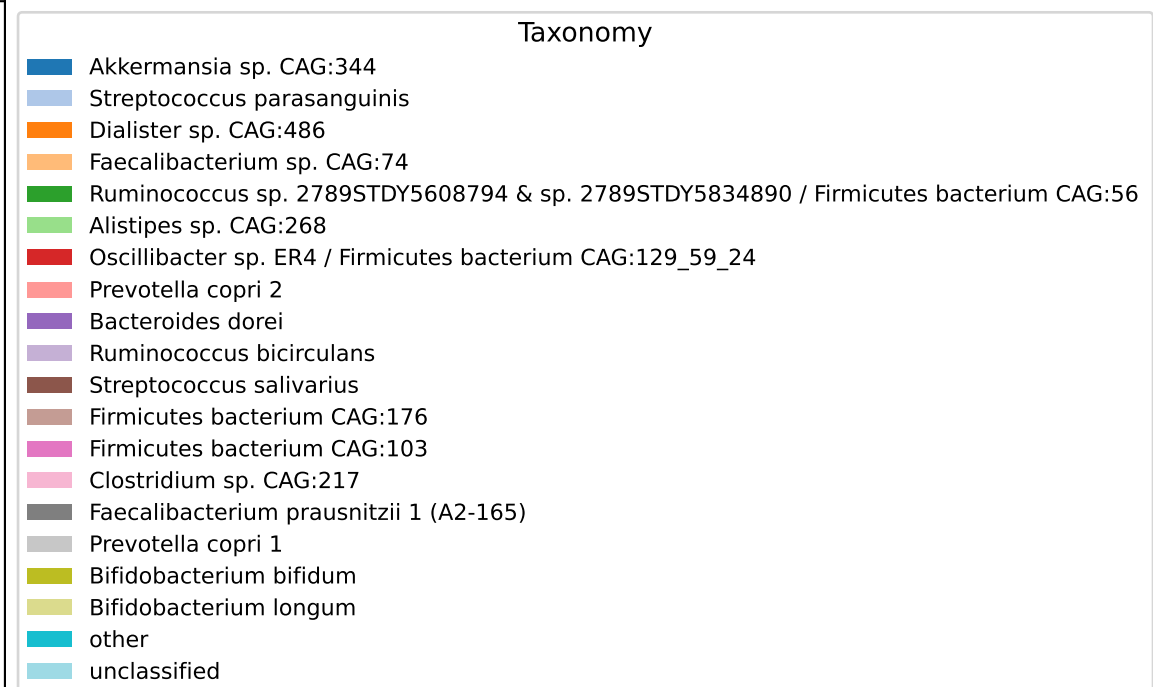 Taxonomy
Akkermansia sp. CAG:344
Streptococcus parasanguinis
Dialister sp. CAG:486
Faecalibacterium sp. CAG:74
Ruminococcus sp. 2789STDY5608794 & sp. 2789STDY5834890 / Firmicutes bacterium CAG:56
Alistipes sp. CAG:268
Oscillibacter sp. ER4 / Firmicutes bacterium CAG:129_59_24
Prevotella copri 2
Bacteroides dorei
Ruminococcus bicirculans
Streptococcus salivarius
Firmicutes bacterium CAG:176
Firmicutes bacterium CAG:103
Clostridium sp. CAG:217
Faecalibacterium prausnitzii 1 (A2-165)
Prevotella copri 1
Bifidobacterium bifidum
Bifidobacterium longum
other
unclassified